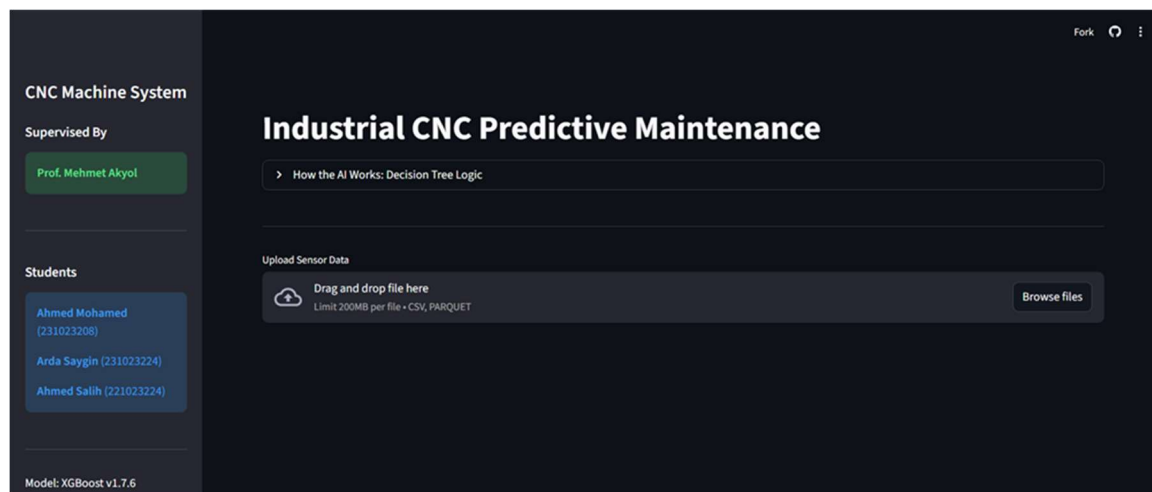 Fork
CNC Machine System
Supervised By
Prof. Mehmet Akyol
Students
Ahmed Mohamed
(231023208)
Arda Saygin (231023224)
Ahmed Salih (221023224)
Model: XGBoost v1.7.6
Industrial CNC Predictive Maintenance
How the AI Works: Decision Tree Logic
Upload Sensor Data
Drag and drop file here
Limit 200MB per file • CSV, PARQUET
Browse files